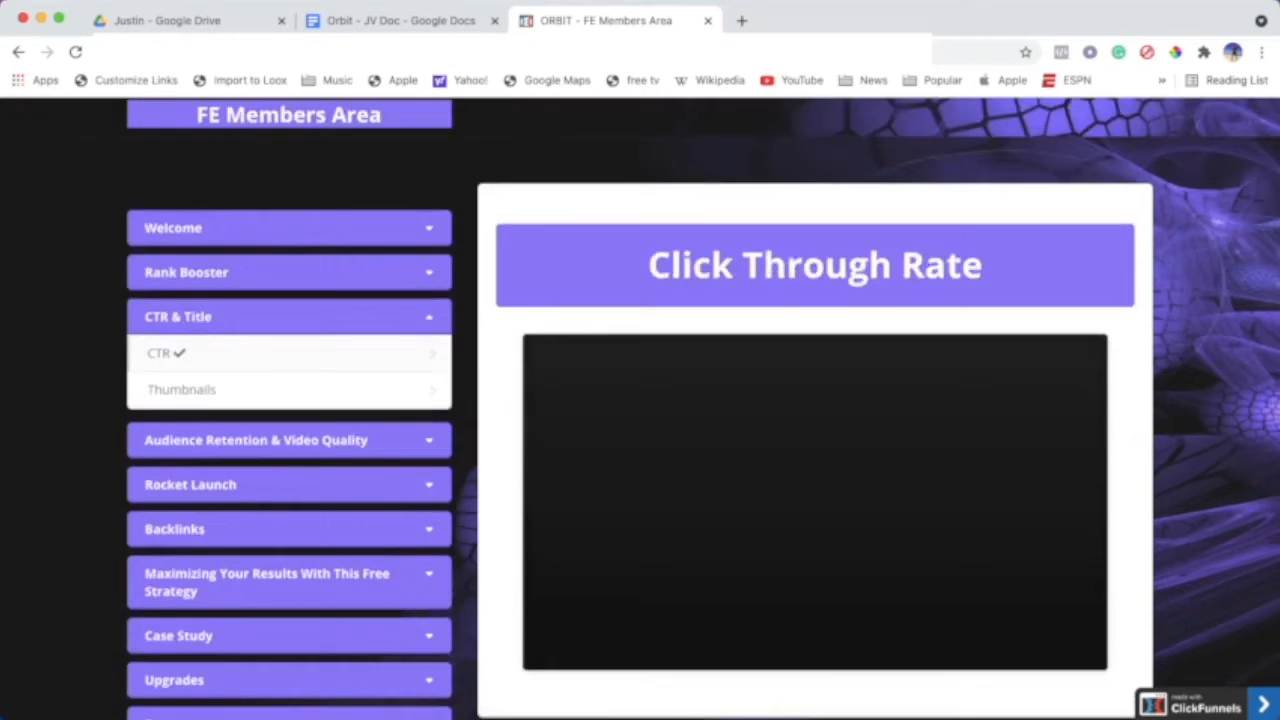 Justin - Google Drive
Orbit - JV Doc - Google Docs
ORBIT - FE Members Area
Apps
Customize Links
Import to Loox
Music
Apple
Yahoo!
Google Maps
free tv
Wikipedia
YouTube
News
Popular
Apple
ESPN
»
Reading List
FE Members Area
Welcome
Rank Booster
CTR & Title
CTR
Thumbnails
Audience Retention & Video Quality
Rocket Launch
Backlinks
Maximizing Your Results With This Free
Strategy
Case Study
Upgrades
Click Through Rate
made with
ClickFunnels